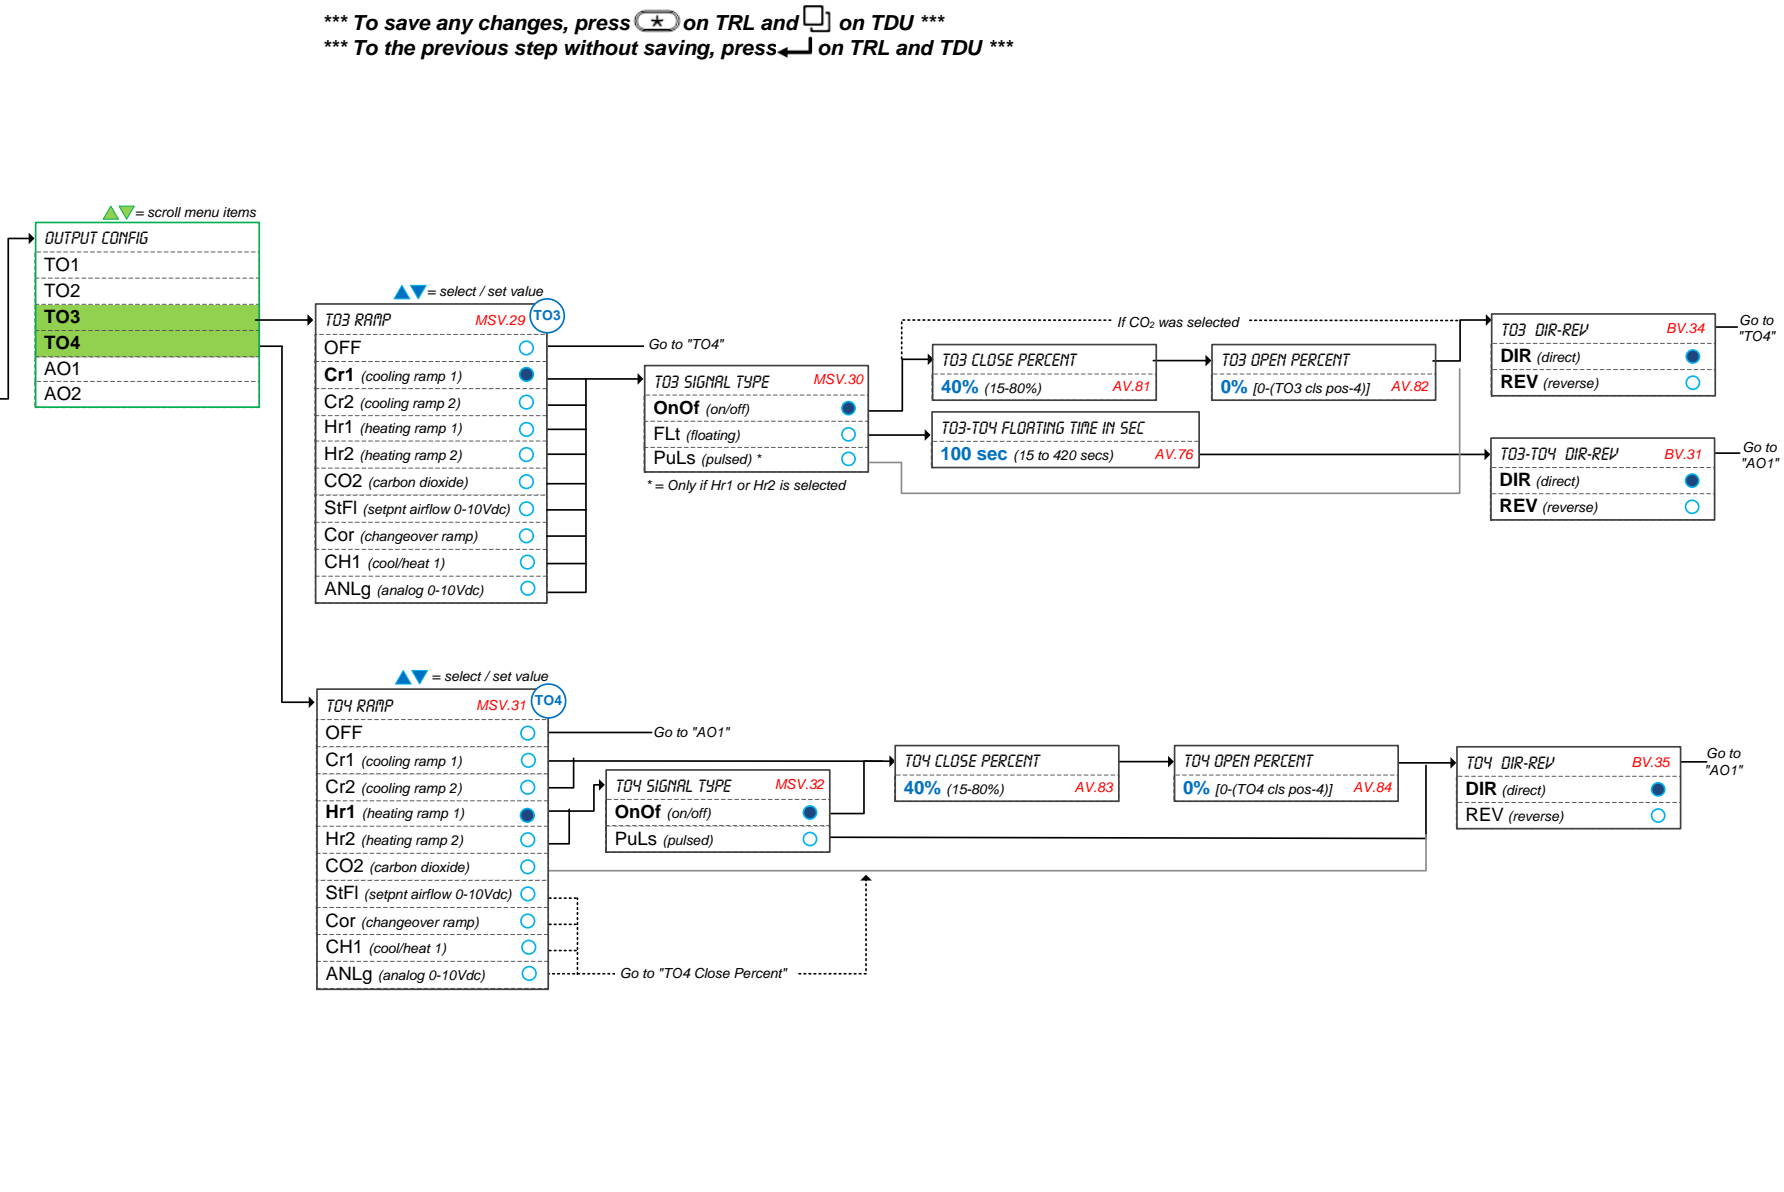 *** To save any changes, press * on TRL and on TDU ***
*** To the previous step without saving, press on TRL and TDU ***
= scroll menu items
OUTPUT CONFIG
TO1
TO2
TO3
TO4
AO1
AO2
= select / set value
TO3 RAMP MSV.29 TO3
OFF
Cr1 (cooling ramp 1)
Cr2 (cooling ramp 2)
Hr1 (heating ramp 1)
Hr2 (heating ramp 2)
CO2 (carbon dioxide)
StFl (setpnt airflow 0-10Vdc)
Cor (changeover ramp)
CH1 (cool/heat 1)
ANLg (analog 0-10Vdc)
Go to "TO4"
TO3 SIGNAL TYPE MSV.30
OnOf (on/off)
FLt (floating)
PuLs (pulsed) *
* = Only if Hr1 or Hr2 is selected
If CO₂ was selected
TO3 CLOSE PERCENT
40% (15-80%) AV.81
TO3 OPEN PERCENT
0% [0-(TO3 cls pos-4)] AV.82
TO3-TO4 FLOATING TIME IN SEC
100 sec (15 to 420 secs) AV.76
TO3 DIR-REV BV.34
DIR (direct)
REV (reverse)
Go to
"TO4"
TO3-TO4 DIR-REV BV.31
DIR (direct)
REV (reverse)
Go to
"AO1"
= select / set value
TO4 RAMP MSV.31 TO4
OFF
Cr1 (cooling ramp 1)
Cr2 (cooling ramp 2)
Hr1 (heating ramp 1)
Hr2 (heating ramp 2)
CO2 (carbon dioxide)
StFl (setpnt airflow 0-10Vdc)
Cor (changeover ramp)
CH1 (cool/heat 1)
ANLg (analog 0-10Vdc)
Go to "AO1"
TO4 SIGNAL TYPE MSV.32
OnOf (on/off)
PuLs (pulsed)
Go to "TO4 Close Percent"
TO4 CLOSE PERCENT
40% (15-80%) AV.83
TO4 OPEN PERCENT
0% [0-(TO4 cls pos-4)] AV.84
TO4 DIR-REV BV.35
DIR (direct)
REV (reverse)
Go to
"AO1"